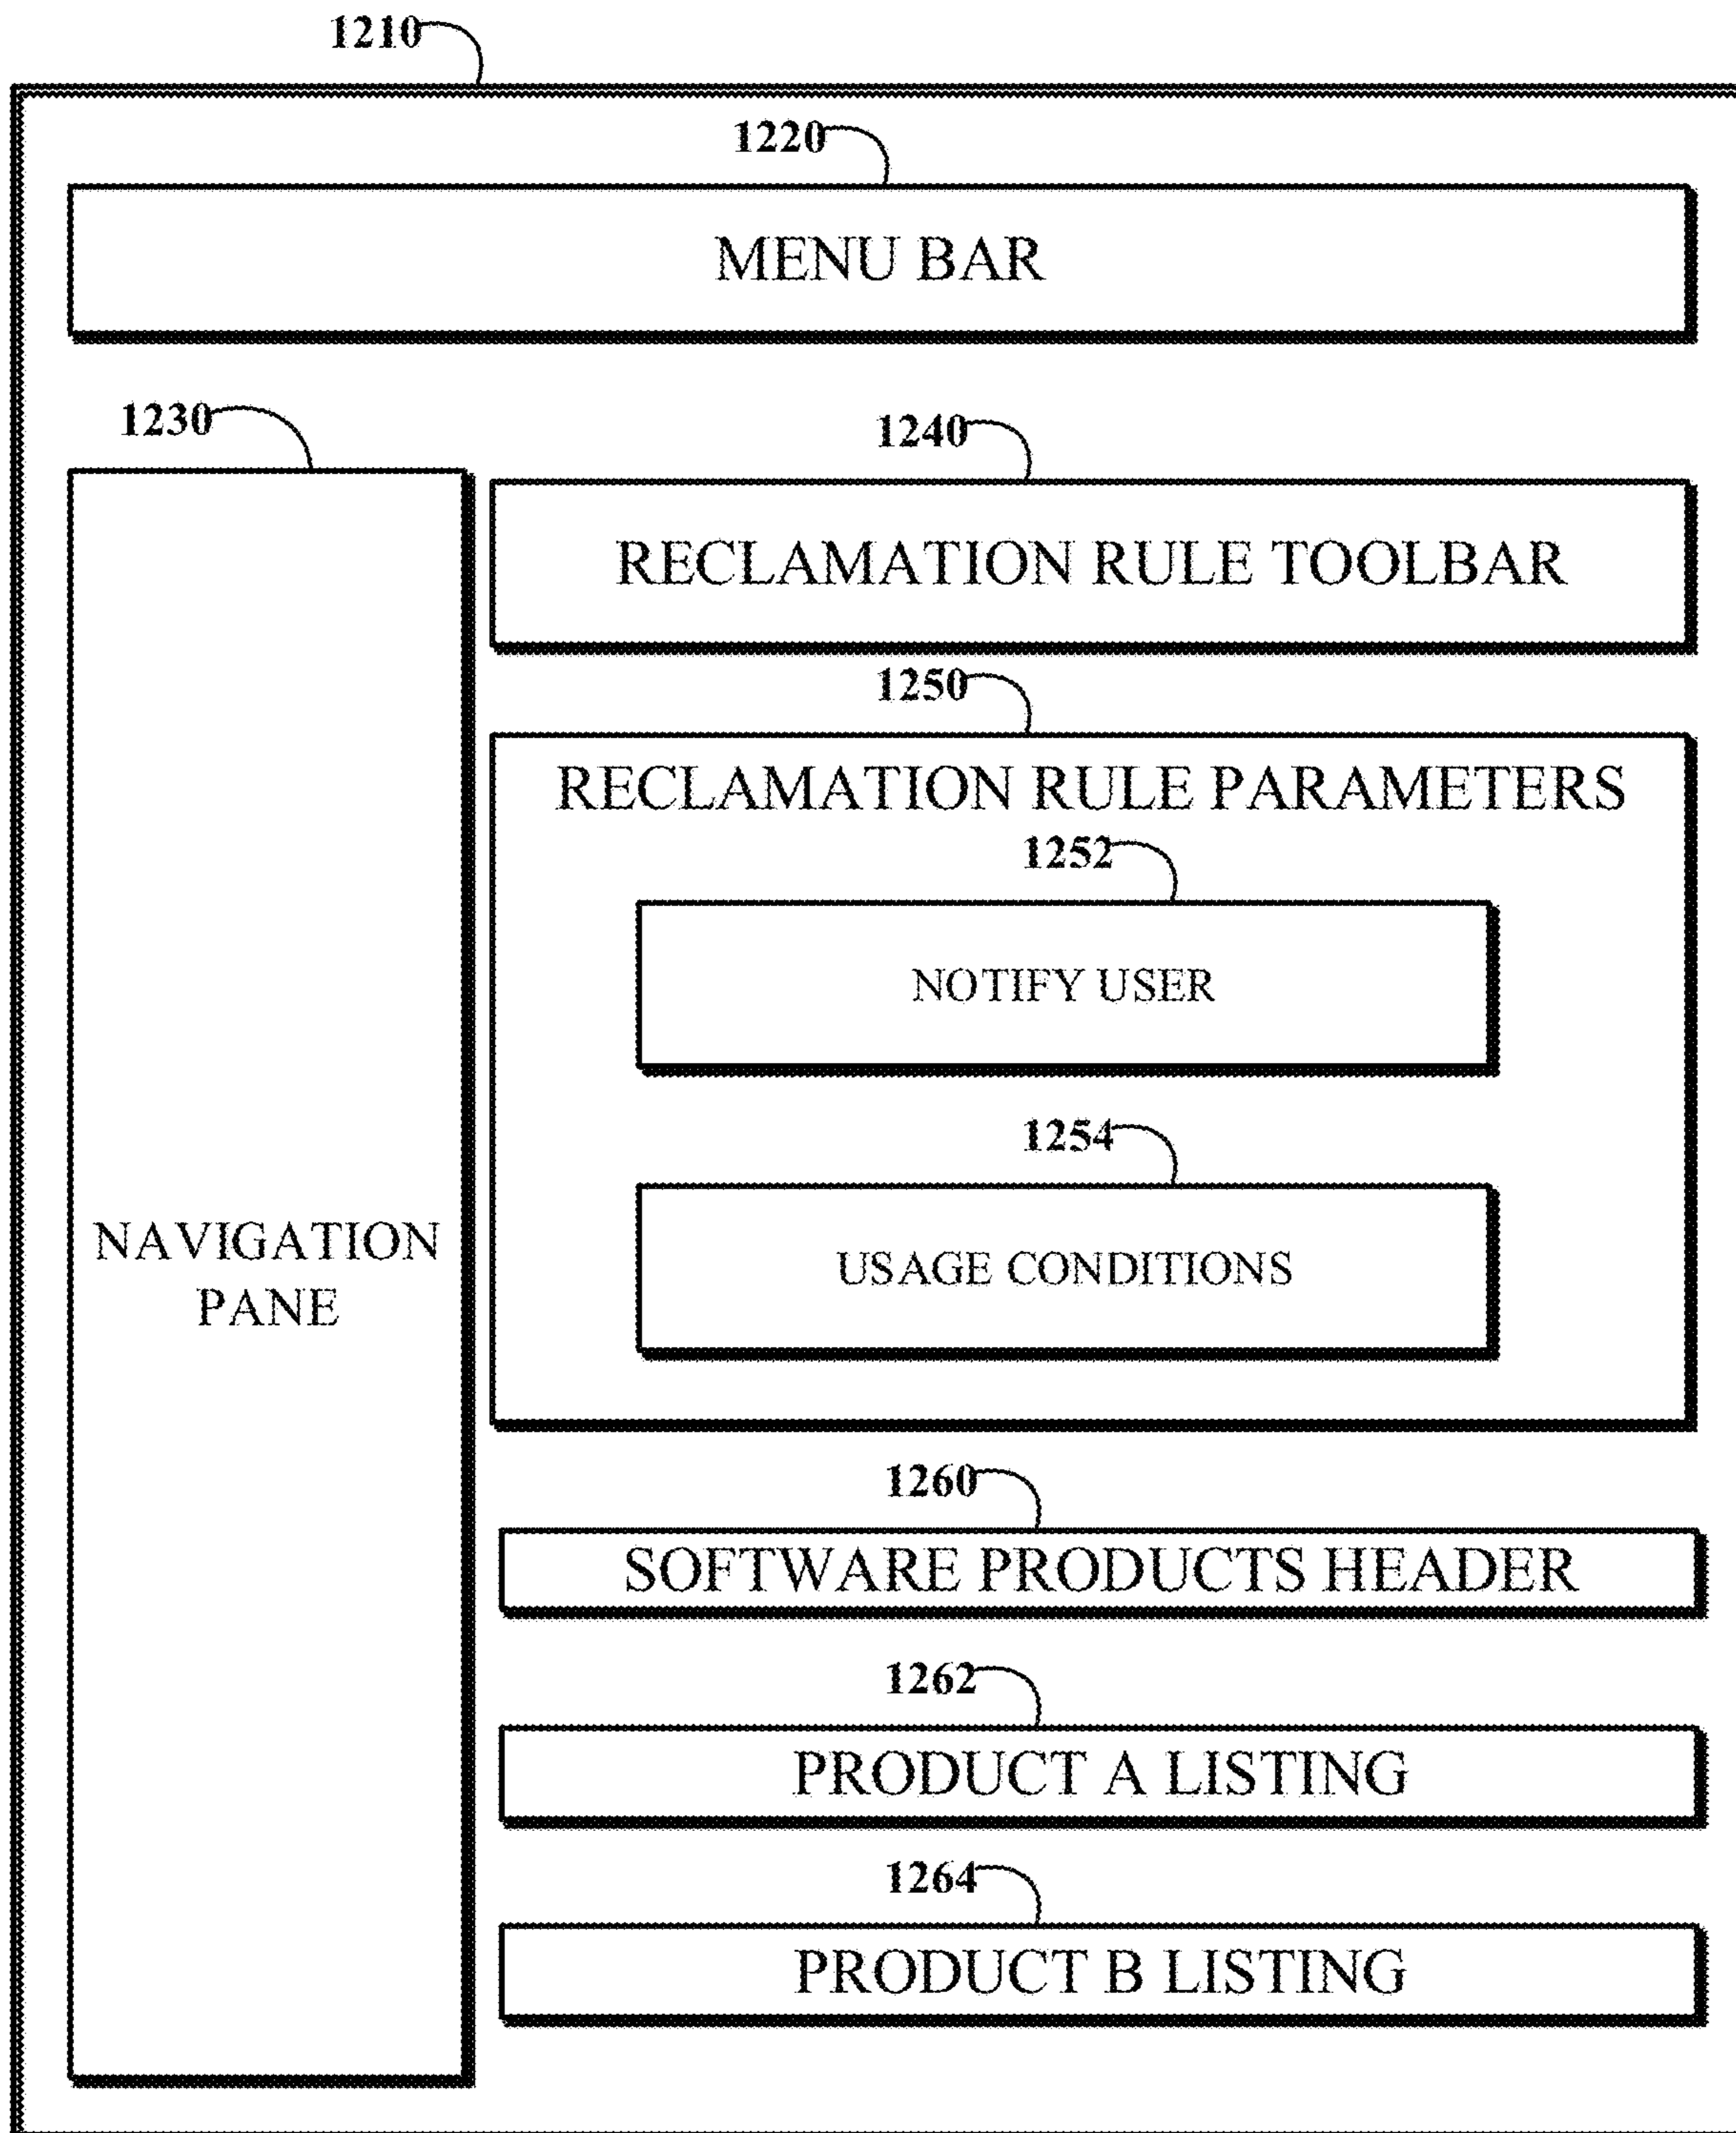 1210
1220
MENU BAR
1230
NAVIGATION
PANE
1240
RECLAMATION RULE TOOLBAR
1250
RECLAMATION RULE PARAMETERS
1252
NOTIFY USER
1254
USAGE CONDITIONS
1260
SOFTWARE PRODUCTS HEADER
1262
PRODUCT A LISTING
1264
PRODUCT B LISTING